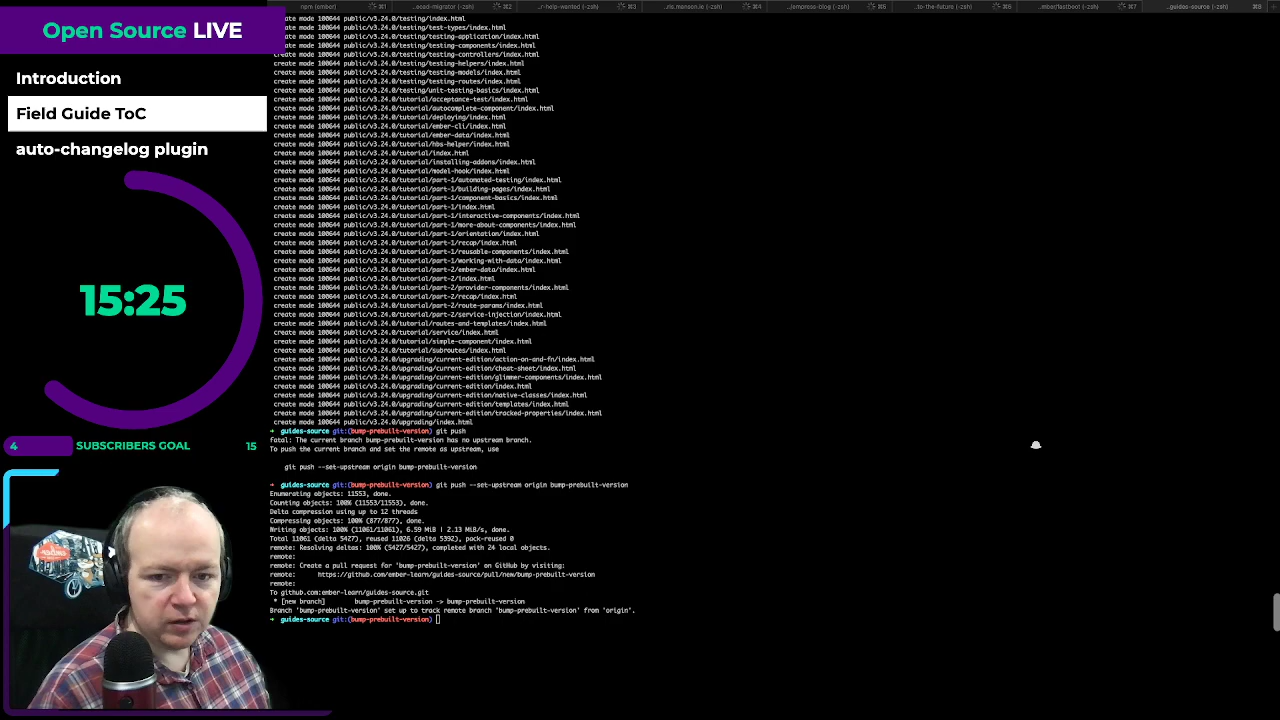 Open Source LIVE
Introduction
Field Guide ToC
auto-changelog plugin
15:25
4 SUBSCRIBERS GOAL 15
npm (ember) ⌘1
...r-help-wanted (-zsh) ⌘3
...to-the-future (-zsh) ⌘6
...mber/fastboot (-zsh) ⌘7
...guides-source (-zsh) ⌘8
create mode 100644 public/v3.24.0/testing/index.html
create mode 100644 public/v3.24.0/testing/test-types/index.html
create mode 100644 public/v3.24.0/testing/testing-application/index.html
create mode 100644 public/v3.24.0/testing/testing-components/index.html
create mode 100644 public/v3.24.0/testing/testing-controllers/index.html
create mode 100644 public/v3.24.0/testing/testing-helpers/index.html
create mode 100644 public/v3.24.0/testing/testing-models/index.html
create mode 100644 public/v3.24.0/testing/testing-routes/index.html
create mode 100644 public/v3.24.0/testing/unit-testing-basics/index.html
create mode 100644 public/v3.24.0/tutorial/acceptance-test/index.html
create mode 100644 public/v3.24.0/tutorial/autocomplete-component/index.html
create mode 100644 public/v3.24.0/tutorial/deploying/index.html
create mode 100644 public/v3.24.0/tutorial/ember-cli/index.html
create mode 100644 public/v3.24.0/tutorial/ember-data/index.html
create mode 100644 public/v3.24.0/tutorial/hbs-helper/index.html
create mode 100644 public/v3.24.0/tutorial/index.html
create mode 100644 public/v3.24.0/tutorial/installing-addons/index.html
create mode 100644 public/v3.24.0/tutorial/model-hook/index.html
create mode 100644 public/v3.24.0/tutorial/part-1/automated-testing/index.html
create mode 100644 public/v3.24.0/tutorial/part-1/building-pages/index.html
create mode 100644 public/v3.24.0/tutorial/part-1/component-basics/index.html
create mode 100644 public/v3.24.0/tutorial/part-1/index.html
create mode 100644 public/v3.24.0/tutorial/part-1/interactive-components/index.html
create mode 100644 public/v3.24.0/tutorial/part-1/more-about-components/index.html
create mode 100644 public/v3.24.0/tutorial/part-1/orientation/index.html
create mode 100644 public/v3.24.0/tutorial/part-1/recap/index.html
create mode 100644 public/v3.24.0/tutorial/part-1/reusable-components/index.html
create mode 100644 public/v3.24.0/tutorial/part-1/working-with-data/index.html
create mode 100644 public/v3.24.0/tutorial/part-2/ember-data/index.html
create mode 100644 public/v3.24.0/tutorial/part-2/index.html
create mode 100644 public/v3.24.0/tutorial/part-2/provider-components/index.html
create mode 100644 public/v3.24.0/tutorial/part-2/recap/index.html
create mode 100644 public/v3.24.0/tutorial/part-2/route-params/index.html
create mode 100644 public/v3.24.0/tutorial/part-2/service-injection/index.html
create mode 100644 public/v3.24.0/tutorial/routes-and-templates/index.html
create mode 100644 public/v3.24.0/tutorial/service/index.html
create mode 100644 public/v3.24.0/tutorial/simple-component/index.html
create mode 100644 public/v3.24.0/tutorial/subroutes/index.html
create mode 100644 public/v3.24.0/upgrading/current-edition/action-on-and-fn/index.html
create mode 100644 public/v3.24.0/upgrading/current-edition/cheat-sheet/index.html
create mode 100644 public/v3.24.0/upgrading/current-edition/glimmer-components/index.html
create mode 100644 public/v3.24.0/upgrading/current-edition/index.html
create mode 100644 public/v3.24.0/upgrading/current-edition/native-classes/index.html
create mode 100644 public/v3.24.0/upgrading/current-edition/templates/index.html
create mode 100644 public/v3.24.0/upgrading/current-edition/tracked-properties/index.html
create mode 100644 public/v3.24.0/upgrading/index.html
➜ guides-source git:(bump-prebuilt-version) git push
fatal: The current branch bump-prebuilt-version has no upstream branch.
To push the current branch and set the remote as upstream, use
git push --set-upstream origin bump-prebuilt-version
➜ guides-source git:(bump-prebuilt-version) git push --set-upstream origin bump-prebuilt-version
Enumerating objects: 11553, done.
Counting objects: 100% (11553/11553), done.
Delta compression using up to 12 threads
Compressing objects: 100% (877/877), done.
Writing objects: 100% (11061/11061), 6.59 MiB | 2.13 MiB/s, done.
Total 11061 (delta 5427), reused 11026 (delta 5392), pack-reused 0
remote: Resolving deltas: 100% (5427/5427), completed with 24 local objects.
remote:
remote: Create a pull request for 'bump-prebuilt-version' on GitHub by visiting:
remote: https://github.com/ember-learn/guides-source/pull/new/bump-prebuilt-version
remote:
To github.com:ember-learn/guides-source.git
* [new branch] bump-prebuilt-version -> bump-prebuilt-version
Branch 'bump-prebuilt-version' set up to track remote branch 'bump-prebuilt-version' from 'origin'.
➜ guides-source git:(bump-prebuilt-version)